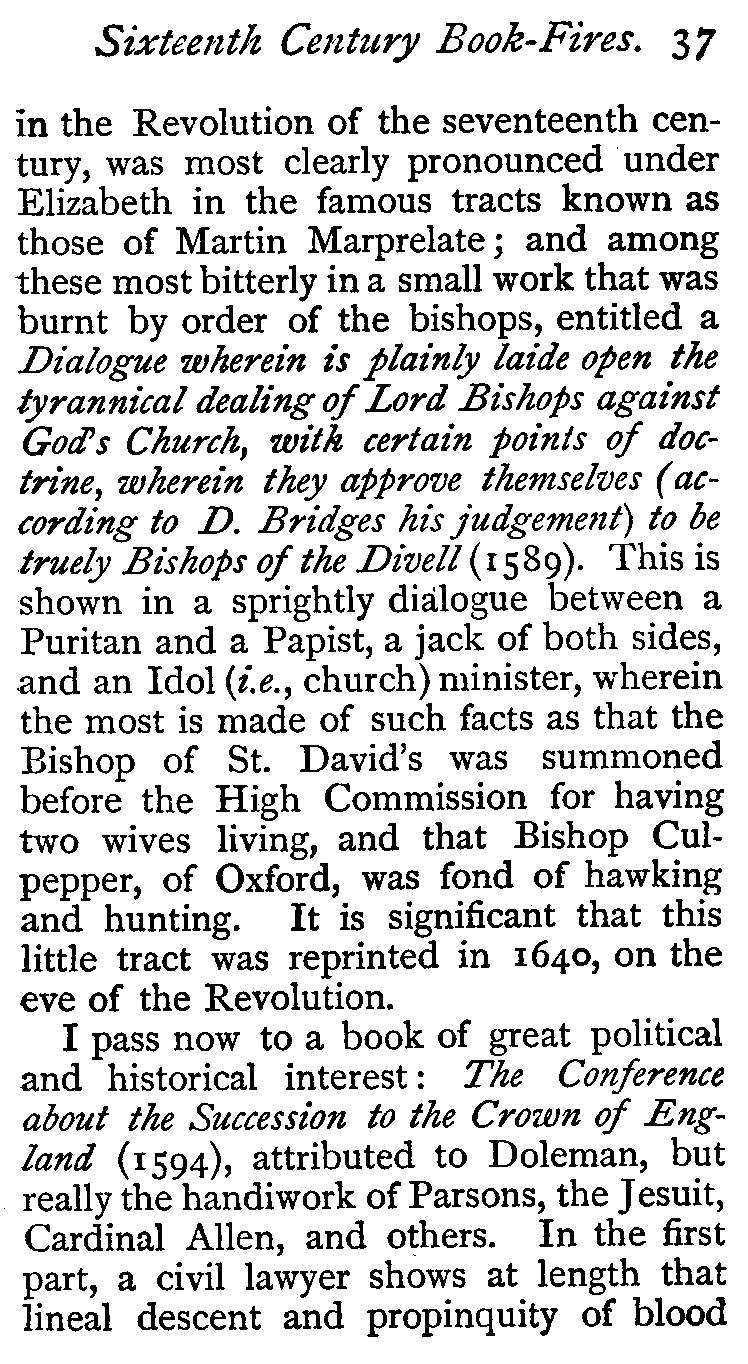 Sixteenth Century Book-Fires. 37
in the Revolution of the seventeenth cen-
tury, was most clearly pronounced under
Elizabeth in the famous tracts known as
those of Martin Marprelate; and among
these most bitterly in a small work that was
burnt by order of the bishops, entitled a
Dialogue wherein is plainly laide open the
tyrannical dealing of Lord Bishops against
God's Church, with certain points of doc-
trine, wherein they approve themselves (ac-
cording to D. Bridges his judgement) to be
truely Bishops of the Divell (1589). This is
shown in a sprightly dialogue between a
Puritan and a Papist, a jack of both sides,
and an Idol (i.e., church) minister, wherein
the most is made of such facts as that the
Bishop of St. David's was summoned
before the High Commission for having
two wives living, and that Bishop Cul-
pepper, of Oxford, was fond of hawking
and hunting. It is significant that this
little tract was reprinted in 1640, on the
eve of the Revolution.
I pass now to a book of great political
and historical interest: The Conference
about the Succession to the Crown of Eng-
land (1594), attributed to Doleman, but
really the handiwork of Parsons, the Jesuit,
Cardinal Allen, and others. In the first
part, a civil lawyer shows at length that
lineal descent and propinquity of blood